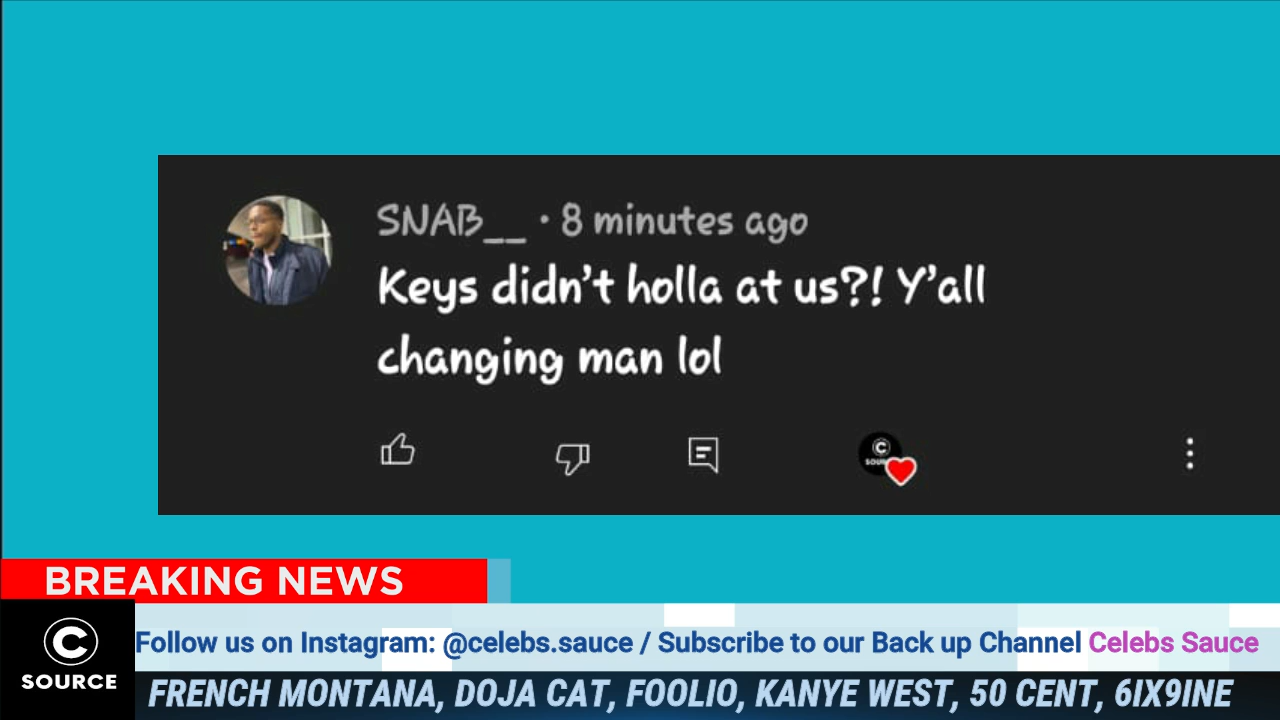 SNAB__ · 8 minutes ago
Keys didn't holla at us?! Y'all
changing man lol
C
SOUR
BREAKING NEWS
C
SOURCE
Follow us on Instagram: @celebs.sauce / Subscribe to our Back up Channel Celebs Sauce
FRENCH MONTANA, DOJA CAT, FOOLIO, KANYE WEST, 50 CENT, 6IX9INE